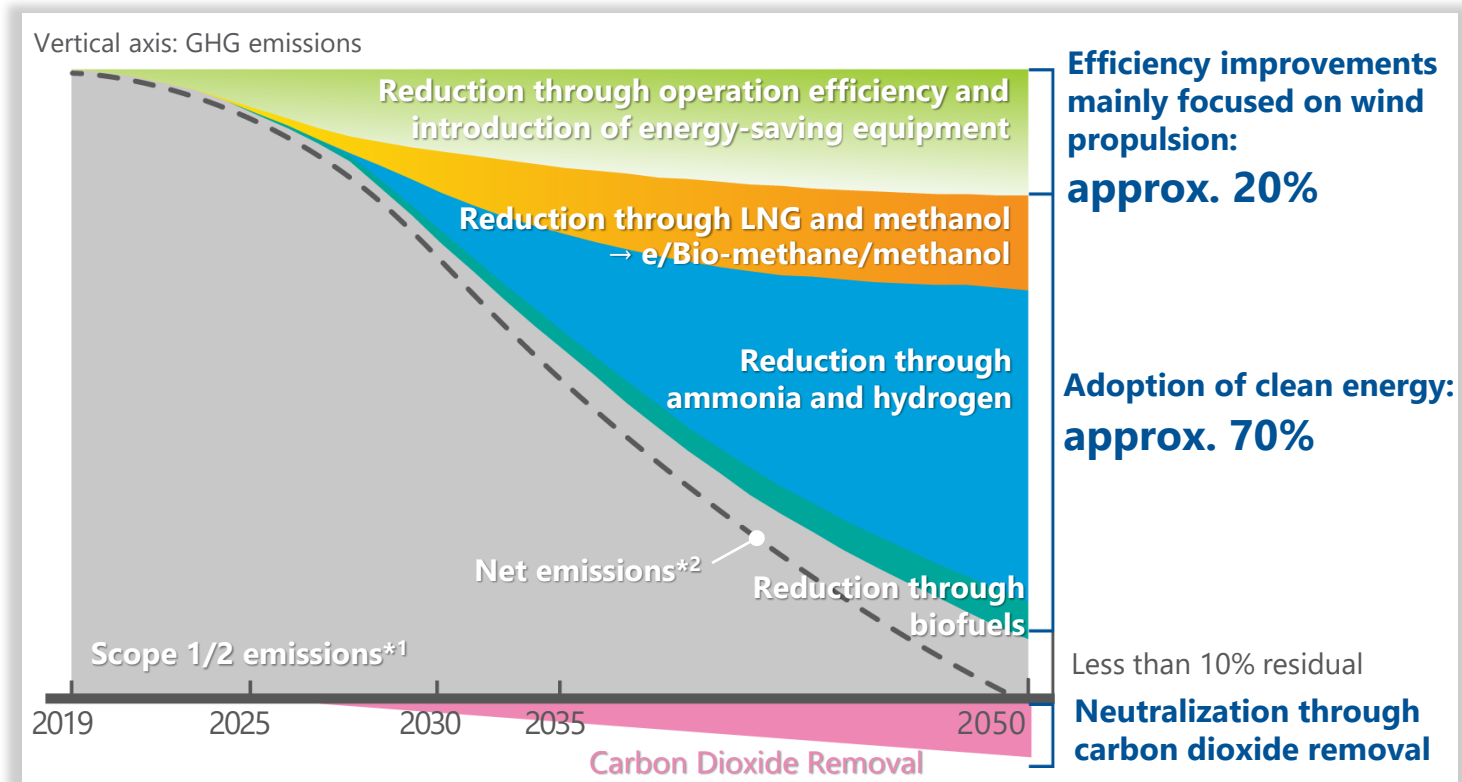 Vertical axis: GHG emissions
Reduction through operation efficiency and
introduction of energy-saving equipment
Reduction through LNG and methanol
→ e/Bio-methane/methanol
Reduction through
ammonia and hydrogen
Net emissions*2
Reduction through
biofuels
Scope 1/2 emissions*1
2019
2025
2030
2035
2050
Carbon Dioxide Removal
Efficiency improvements
mainly focused on wind
propulsion:
approx. 20%
Adoption of clean energy:
approx. 70%
Less than 10% residual
Neutralization through
carbon dioxide removal